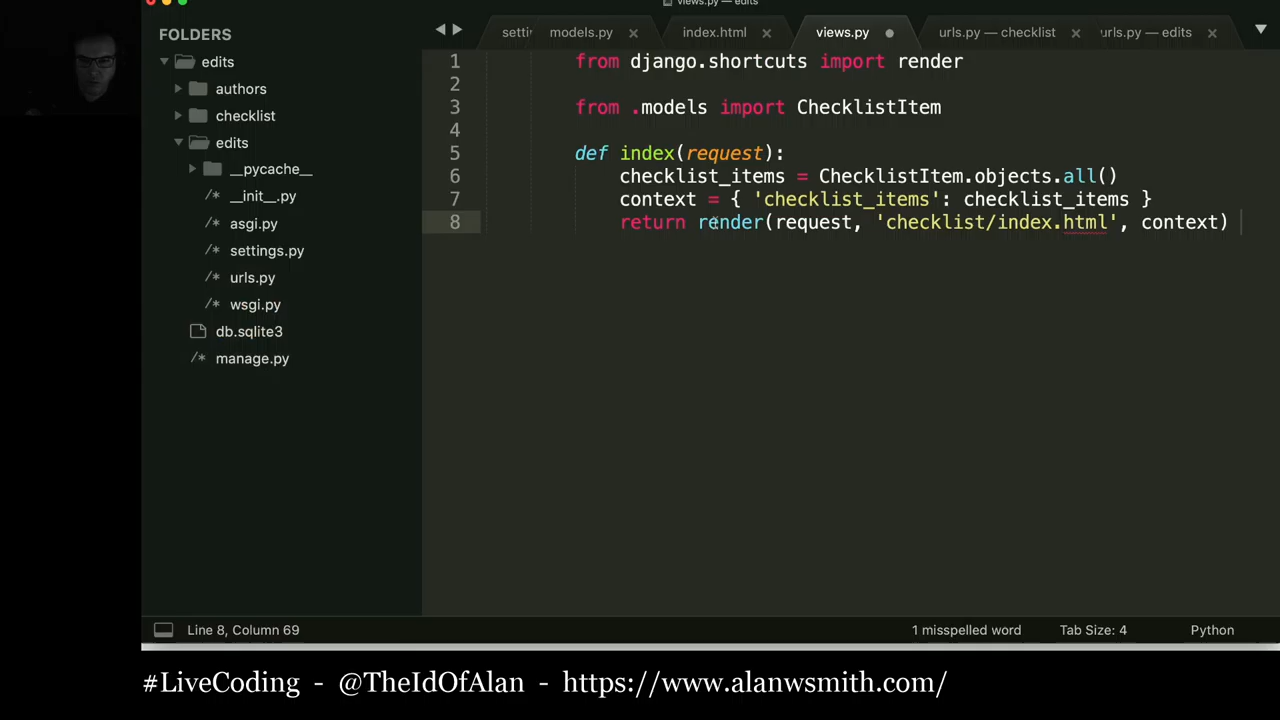 views.py — edits
FOLDERS
edits
authors
checklist
edits
__pycache__
/* __init__.py
/* asgi.py
/* settings.py
/* urls.py
/* wsgi.py
db.sqlite3
/* manage.py
setti models.py × index.html × views.py urls.py — checklist × urls.py — edits ×
1 from django.shortcuts import render
2
3 from .models import ChecklistItem
4
5 def index(request):
6 checklist_items = ChecklistItem.objects.all()
7 context = { 'checklist_items': checklist_items }
8 return render(request, 'checklist/index.html', context)
Line 8, Column 69 1 misspelled word Tab Size: 4 Python
#LiveCoding - @TheIdOfAlan - https://www.alanwsmith.com/